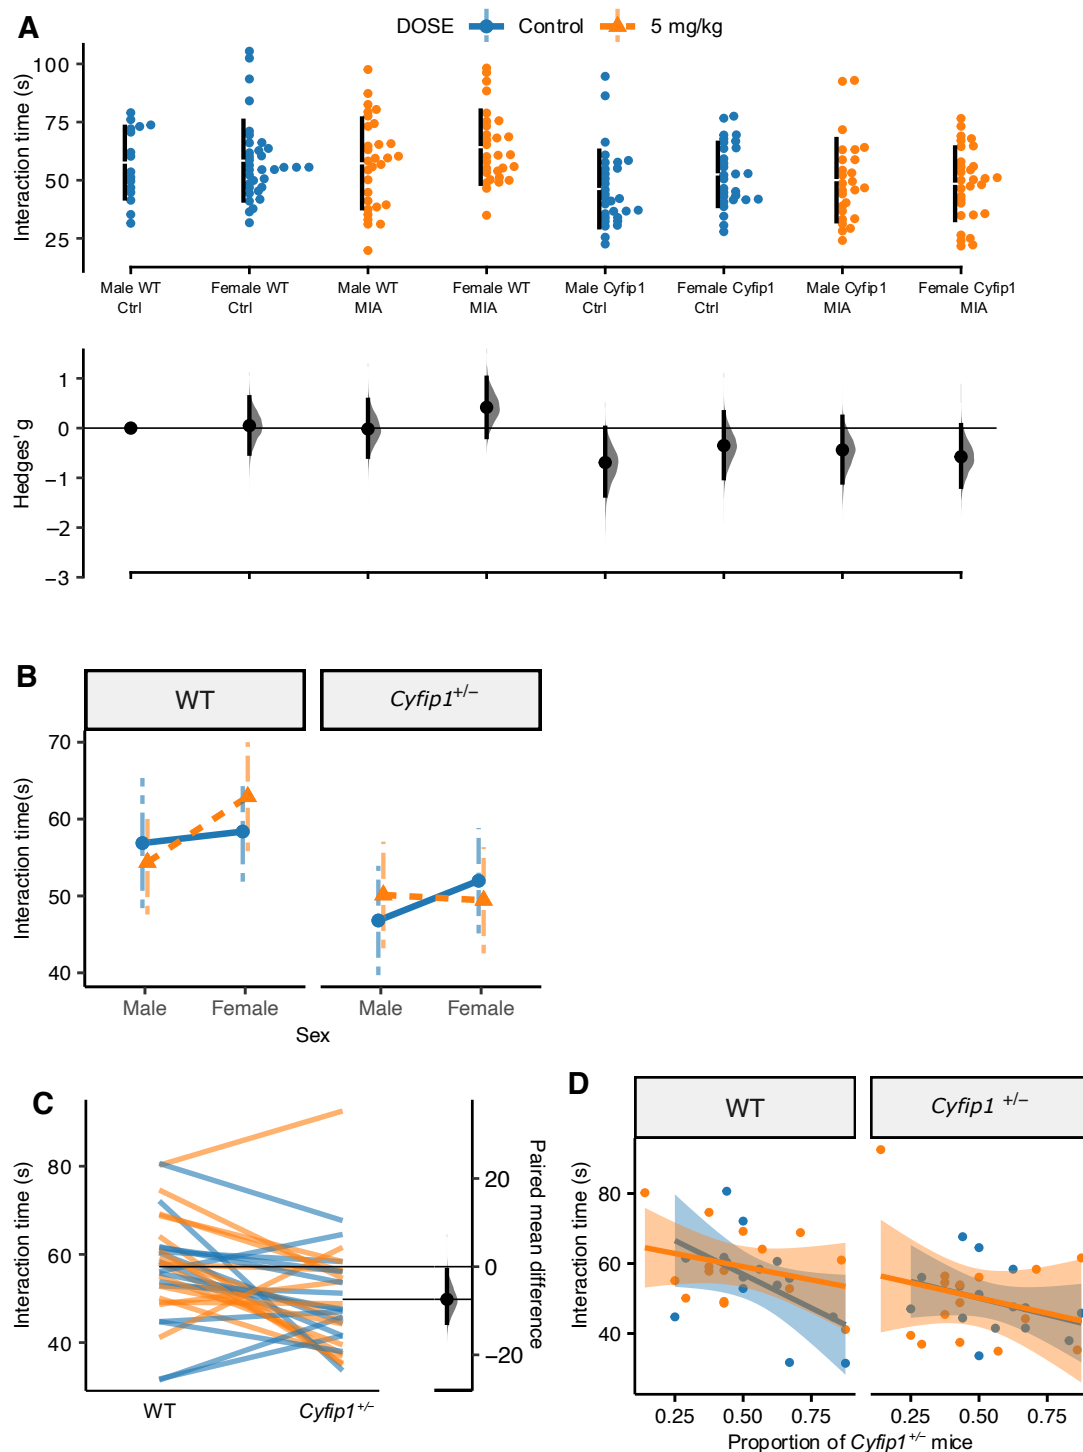 A
DOSE Control 5 mg/kg
Interaction time (s)
100
75
50
25
Male WT Ctrl
Female WT Ctrl
Male WT MIA
Female WT MIA
Male Cyfip1 Ctrl
Female Cyfip1 Ctrl
Male Cyfip1 MIA
Female Cyfip1 MIA
Hedges' g
1
0
−1
−2
−3
B
WT
Cyfip1+/−
Interaction time(s)
70
60
50
40
Male Female
Male Female
Sex
C
Interaction time (s)
80
60
40
WT
Cyfip1+/−
20
0
−20
Paired mean difference
D
WT
Cyfip1 +/−
Interaction time (s)
80
60
40
0.25 0.50 0.75
0.25 0.50 0.75
Proportion of Cyfip1+/− mice